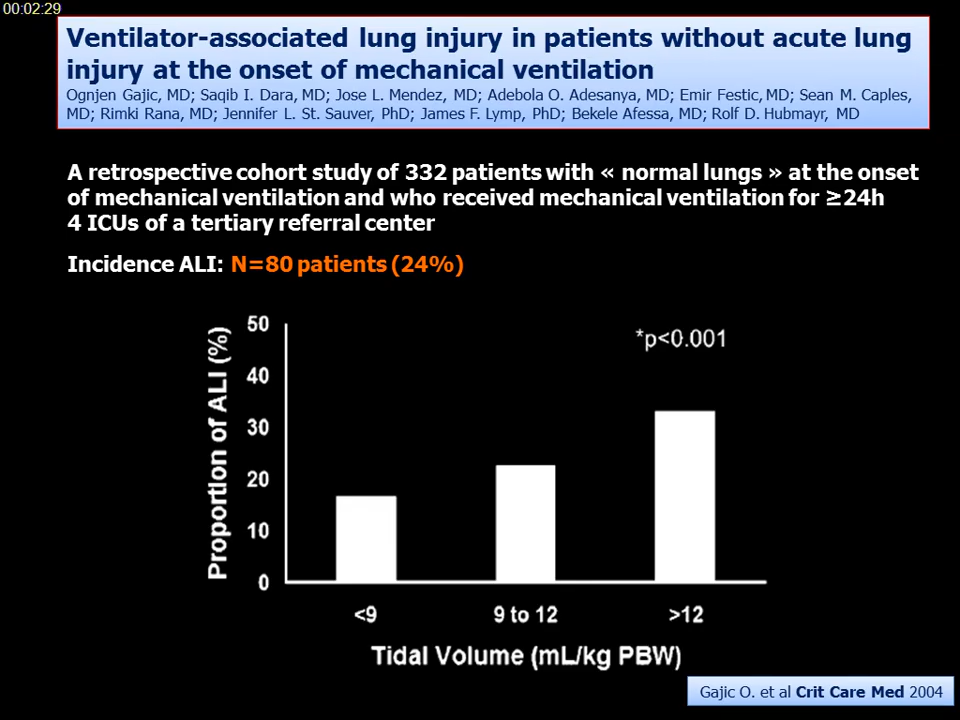 00:02:29
Ventilator-associated lung injury in patients without acute lung
injury at the onset of mechanical ventilation
Ognjen Gajic, MD; Saqib I. Dara, MD; Jose L. Mendez, MD; Adebola O. Adesanya, MD; Emir Festic, MD; Sean M. Caples,
MD; Rimki Rana, MD; Jennifer L. St. Sauver, PhD; James F. Lymp, PhD; Bekele Afessa, MD; Rolf D. Hubmayr, MD
A retrospective cohort study of 332 patients with « normal lungs » at the onset
of mechanical ventilation and who received mechanical ventilation for ≥24h
4 ICUs of a tertiary referral center
Incidence ALI: N=80 patients (24%)
Proportion of ALI (%)
50
40
30
20
10
0
*p<0.001
<9
9 to 12
>12
Tidal Volume (mL/kg PBW)
Gajic O. et al Crit Care Med 2004